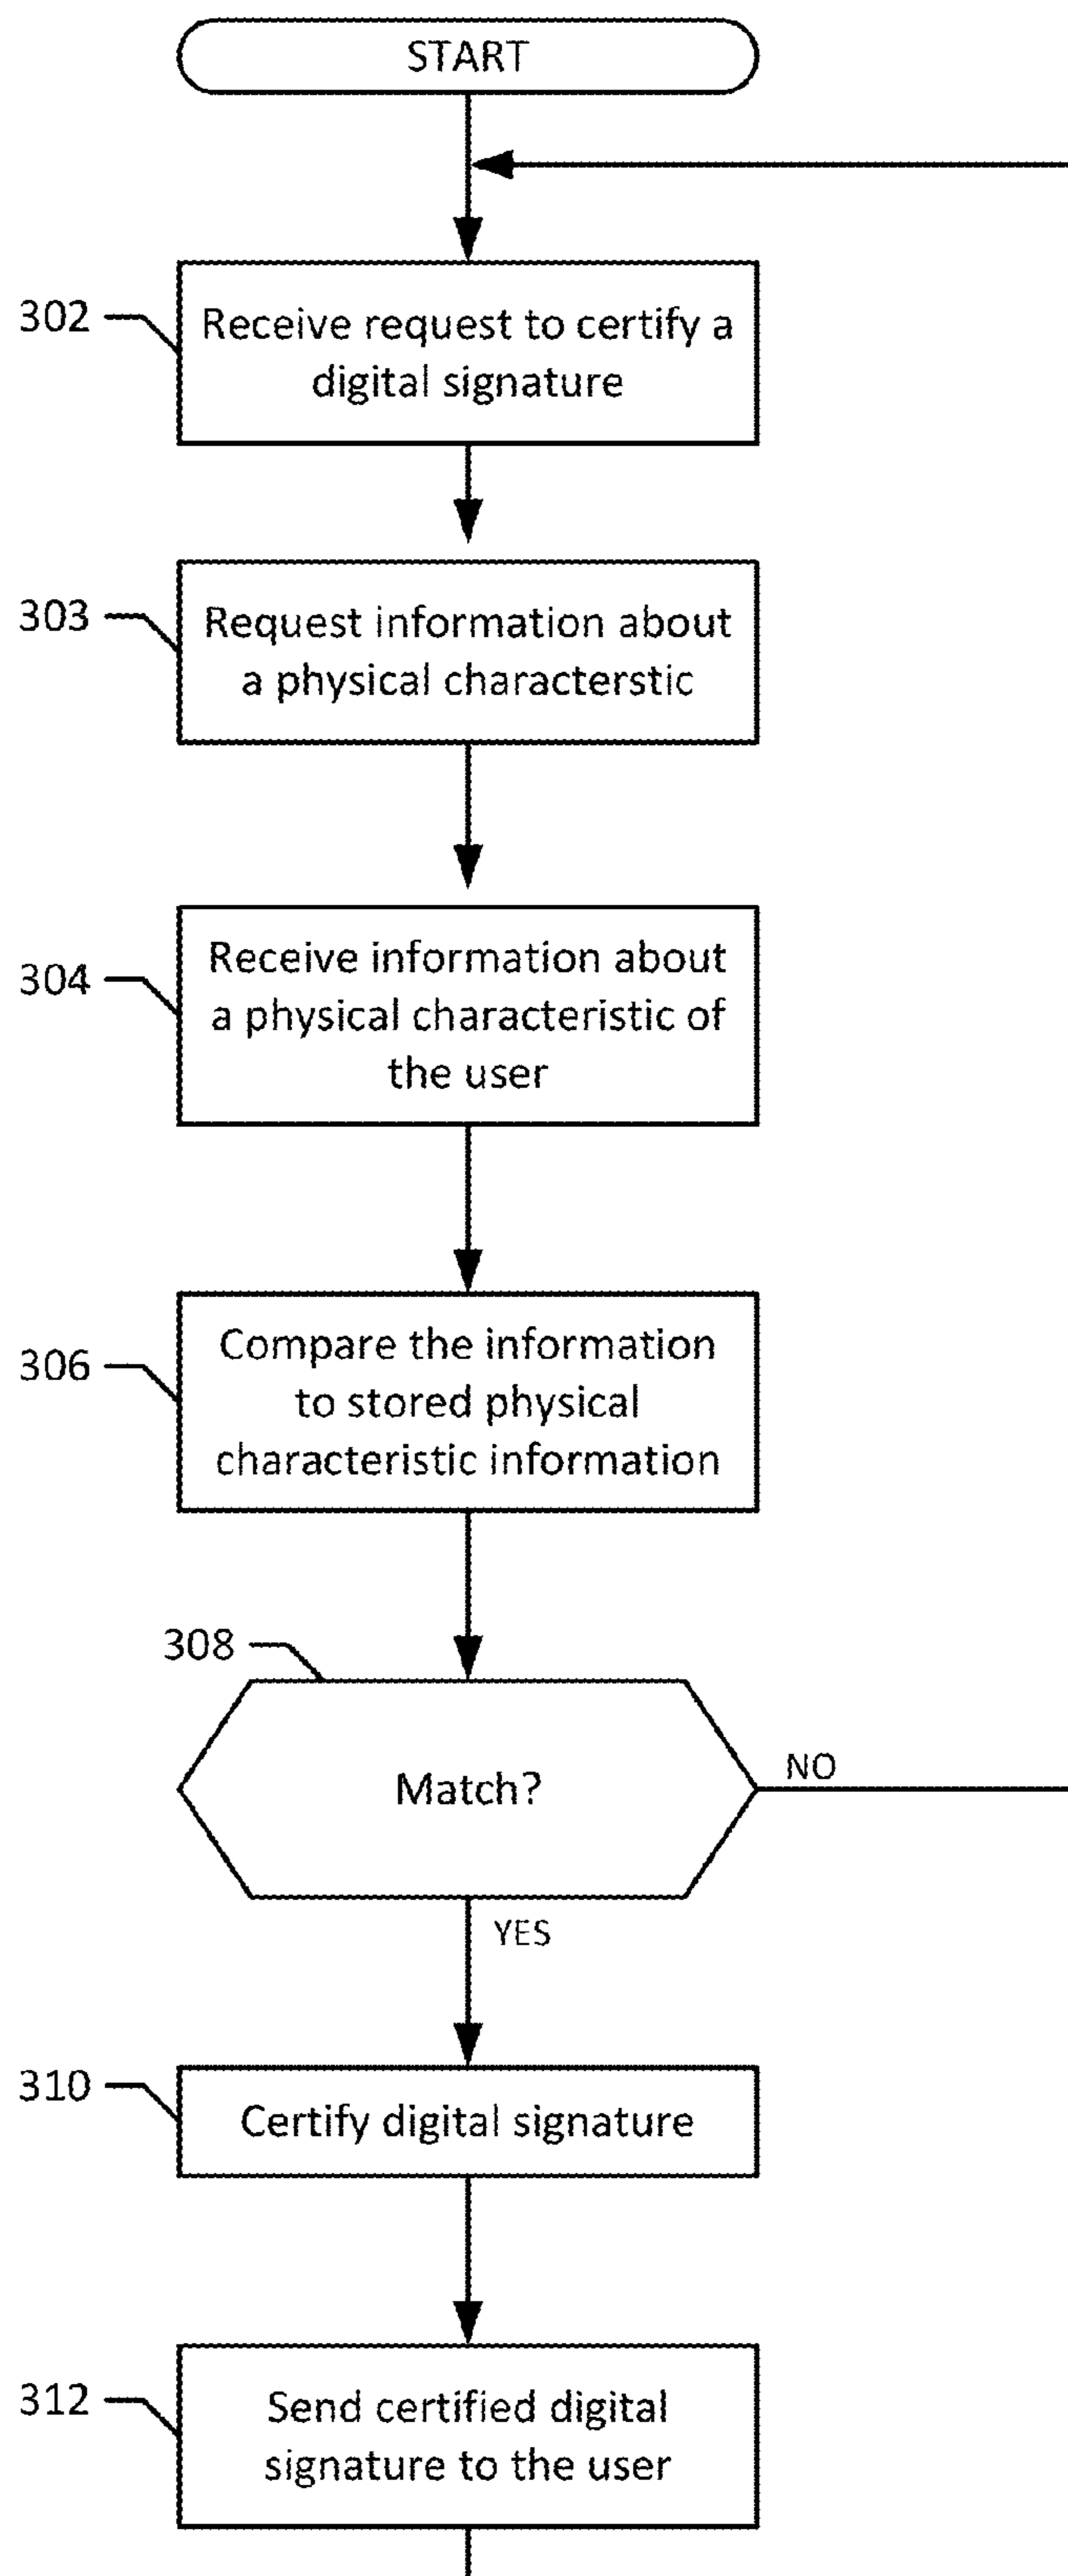 START
302
Receive request to certify a
digital signature
303
Request information about
a physical characterstic
304
Receive information about
a physical characteristic of
the user
306
Compare the information
to stored physical
characteristic information
308
Match?
NO
YES
310
Certify digital signature
312
Send certified digital
signature to the user